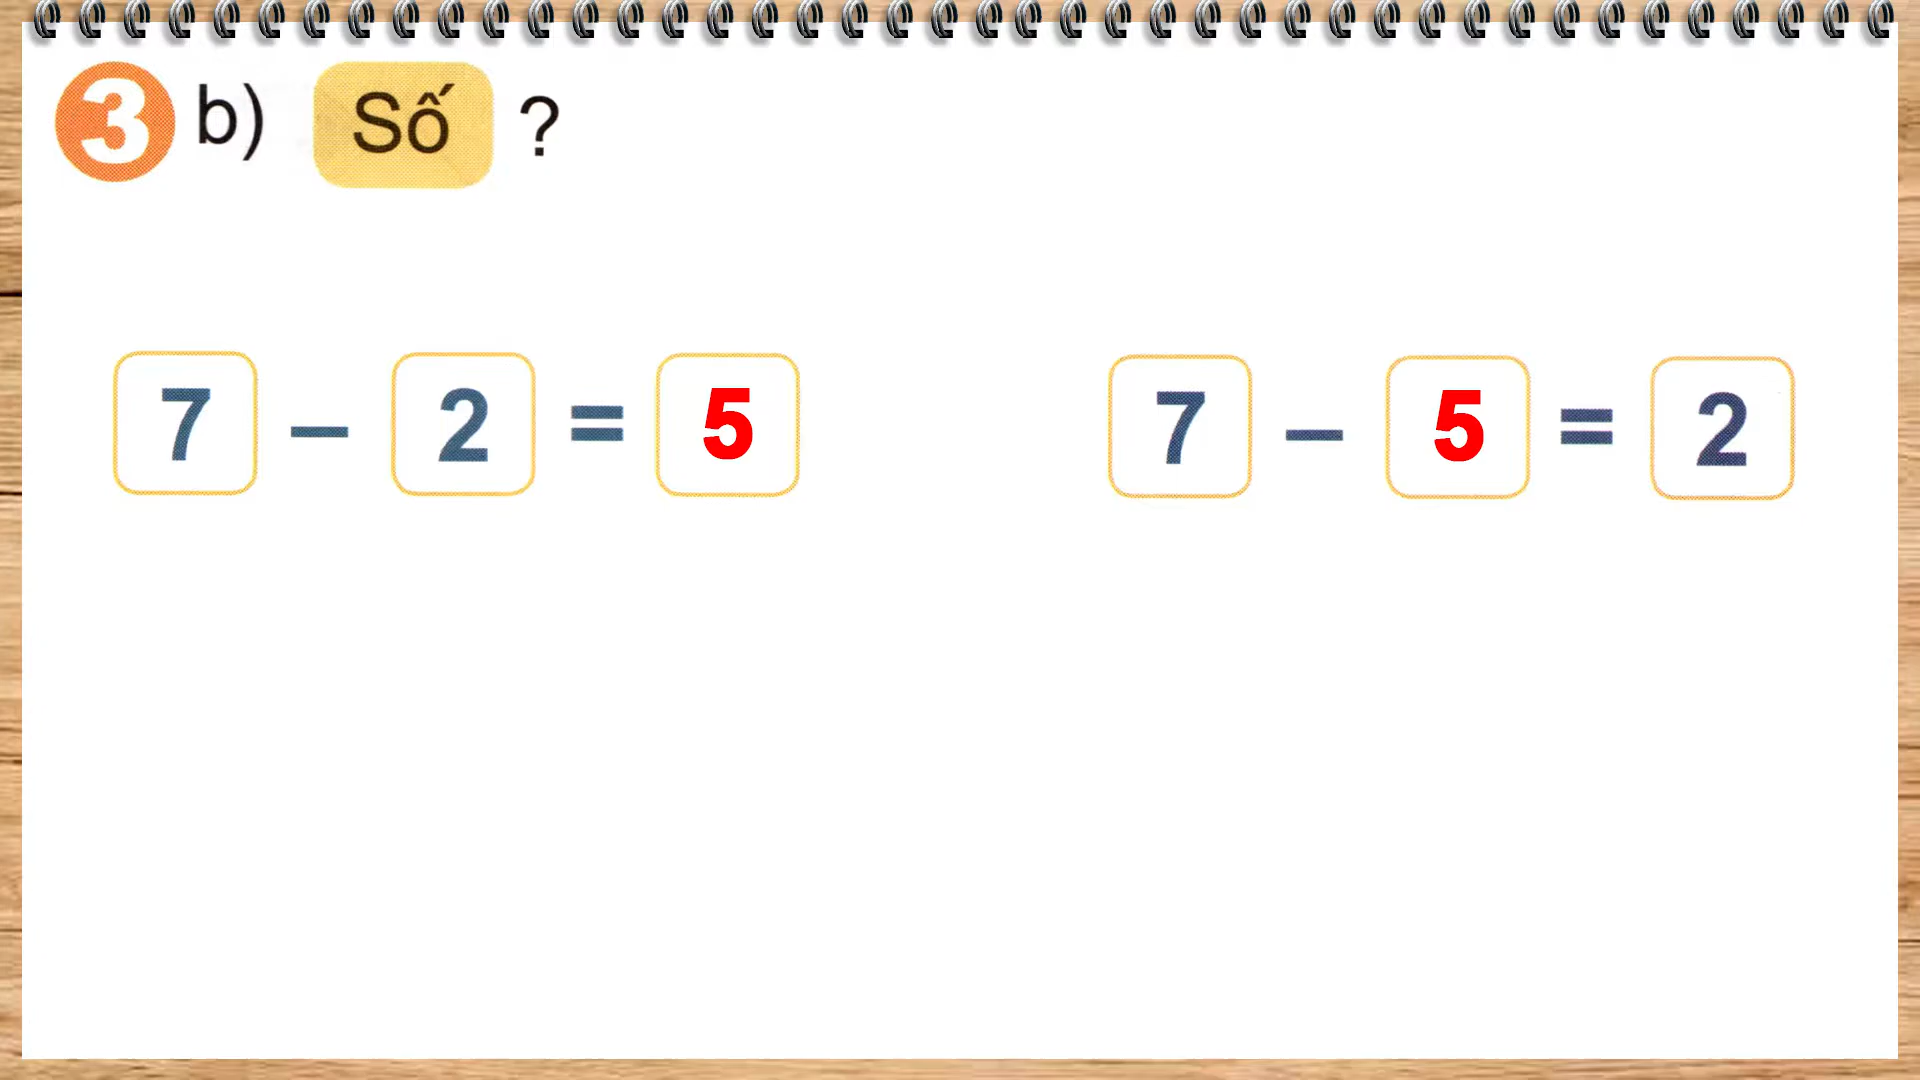 3 b) Số ?
7 – 2 = 5
7 – 5 = 2